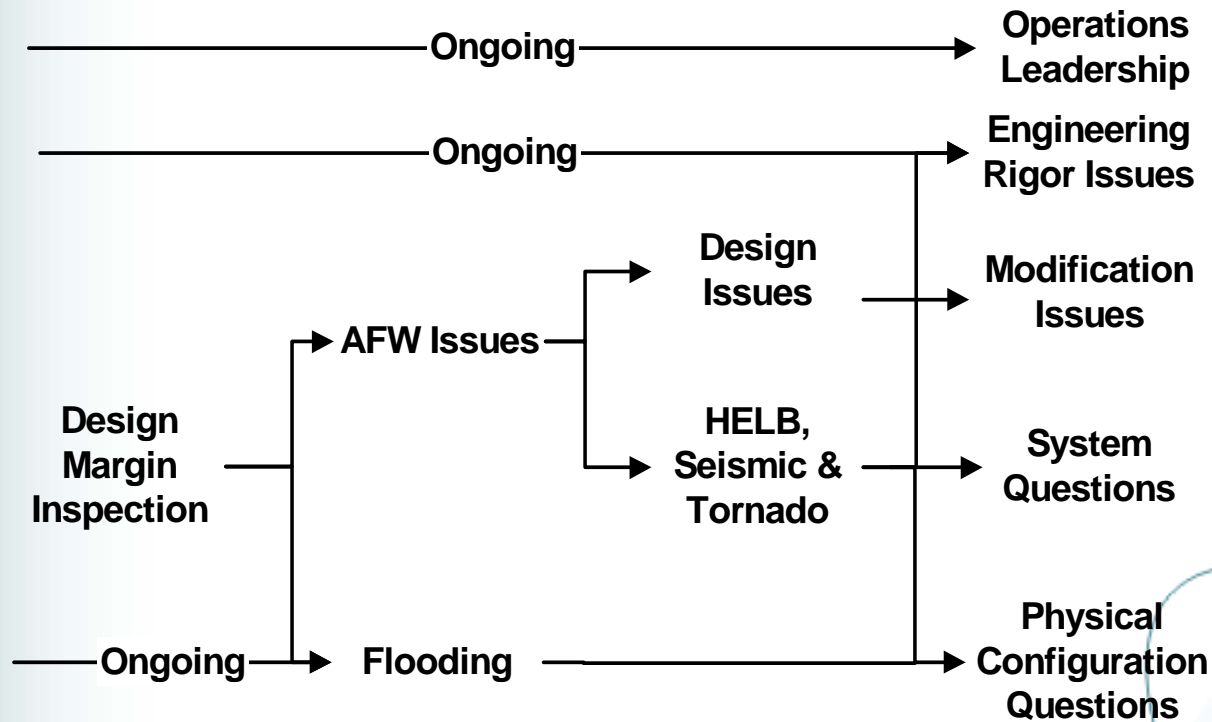 Ongoing
Operations
Leadership
Ongoing
Engineering
Rigor Issues
Design
Issues
Modification
Issues
AFW Issues
Design
Margin
Inspection
HELB,
Seismic &
Tornado
System
Questions
Ongoing
Flooding
Physical
Configuration
Questions